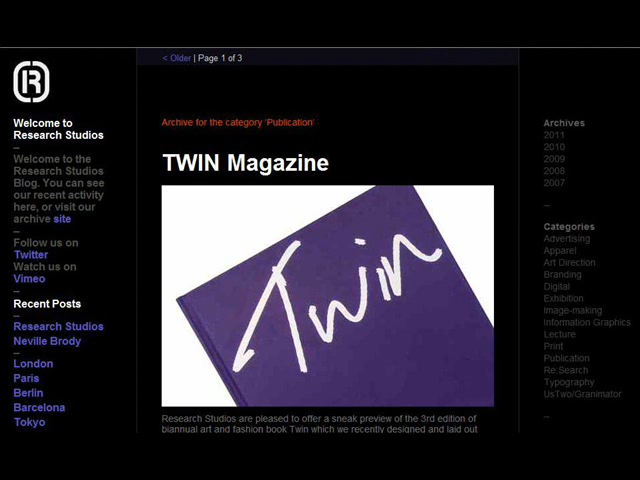 < Older | Page 1 of 3
R
Welcome to
Research Studios
–
Welcome to the
Research Studios
Blog. You can see
our recent activity
here, or visit our
archive site
–
Follow us on
Twitter
Watch us on
Vimeo
–
Recent Posts
–
Research Studios
Neville Brody
–
London
Paris
Berlin
Barcelona
Tokyo
Archive for the category 'Publication'
TWIN Magazine
Twin
Research Studios are pleased to offer a sneak preview of the 3rd edition of
biannual art and fashion book Twin which we recently designed and laid out
Archives
2011
2010
2009
2008
2007
–
Categories
Advertising
Apparel
Art Direction
Branding
Digital
Exhibition
Image-making
Information Graphics
Lecture
Print
Publication
Re:Search
Typography
UsTwo/Granimator
–